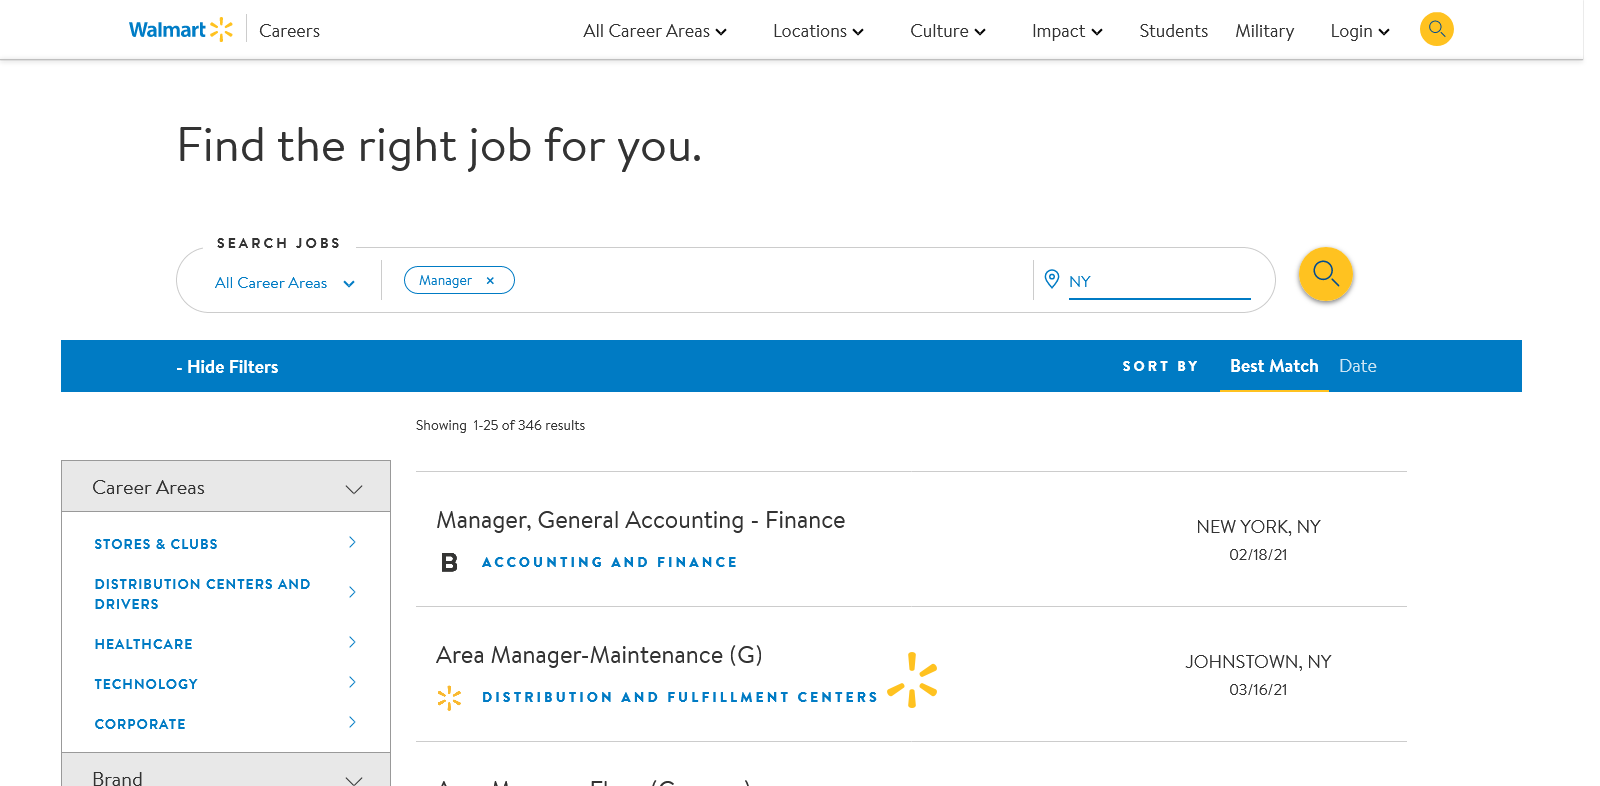 Walmart Careers All Career Areas Locations Culture Impact Students Military Login
Find the right job for you.
SEARCH JOBS
All Career Areas Manager × NY
- Hide Filters SORT BY Best Match Date
Showing 1-25 of 346 results
Career Areas
STORES & CLUBS
DISTRIBUTION CENTERS AND
DRIVERS
HEALTHCARE
TECHNOLOGY
CORPORATE
Brand
Manager, General Accounting - Finance
NEW YORK, NY
B ACCOUNTING AND FINANCE
02/18/21
Area Manager-Maintenance (G)
JOHNSTOWN, NY
DISTRIBUTION AND FULFILLMENT CENTERS
03/16/21